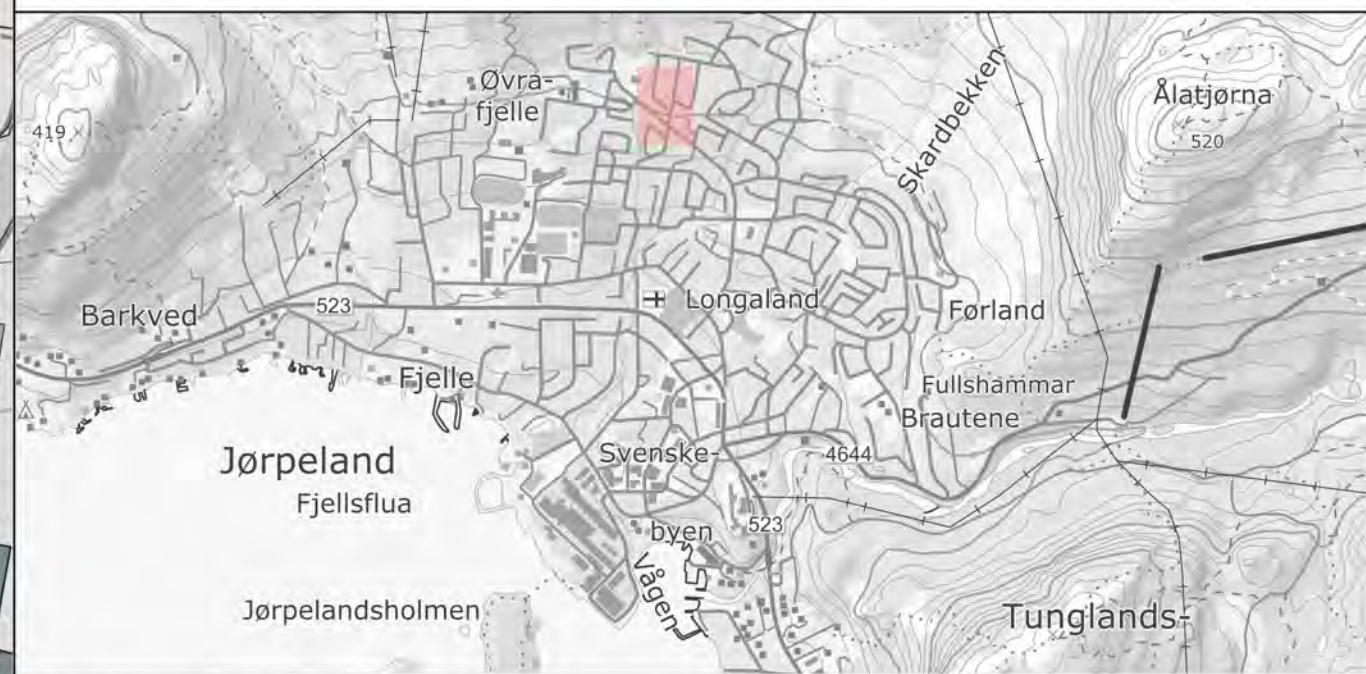 Øvra-
fjelle
419
Skardbekken
Ålatjørna
520
Barkved
523
Longaland
Førland
Fjelle
Fullshammar
Brautene
Jørpeland
Fjellsflua
Svenske-
byen
4644
523
Vågen
Jørpelandsholmen
Tunglands-